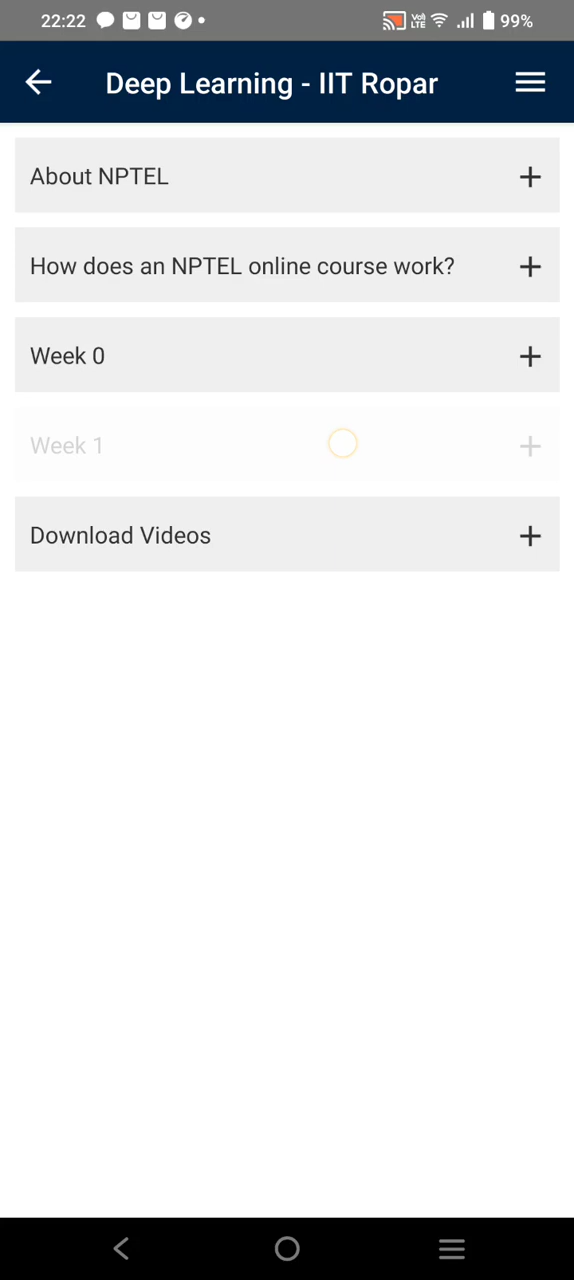 22:22 VoLTE 99%
Deep Learning - IIT Ropar
About NPTEL
How does an NPTEL online course work?
Week 0
Week 1
Download Videos